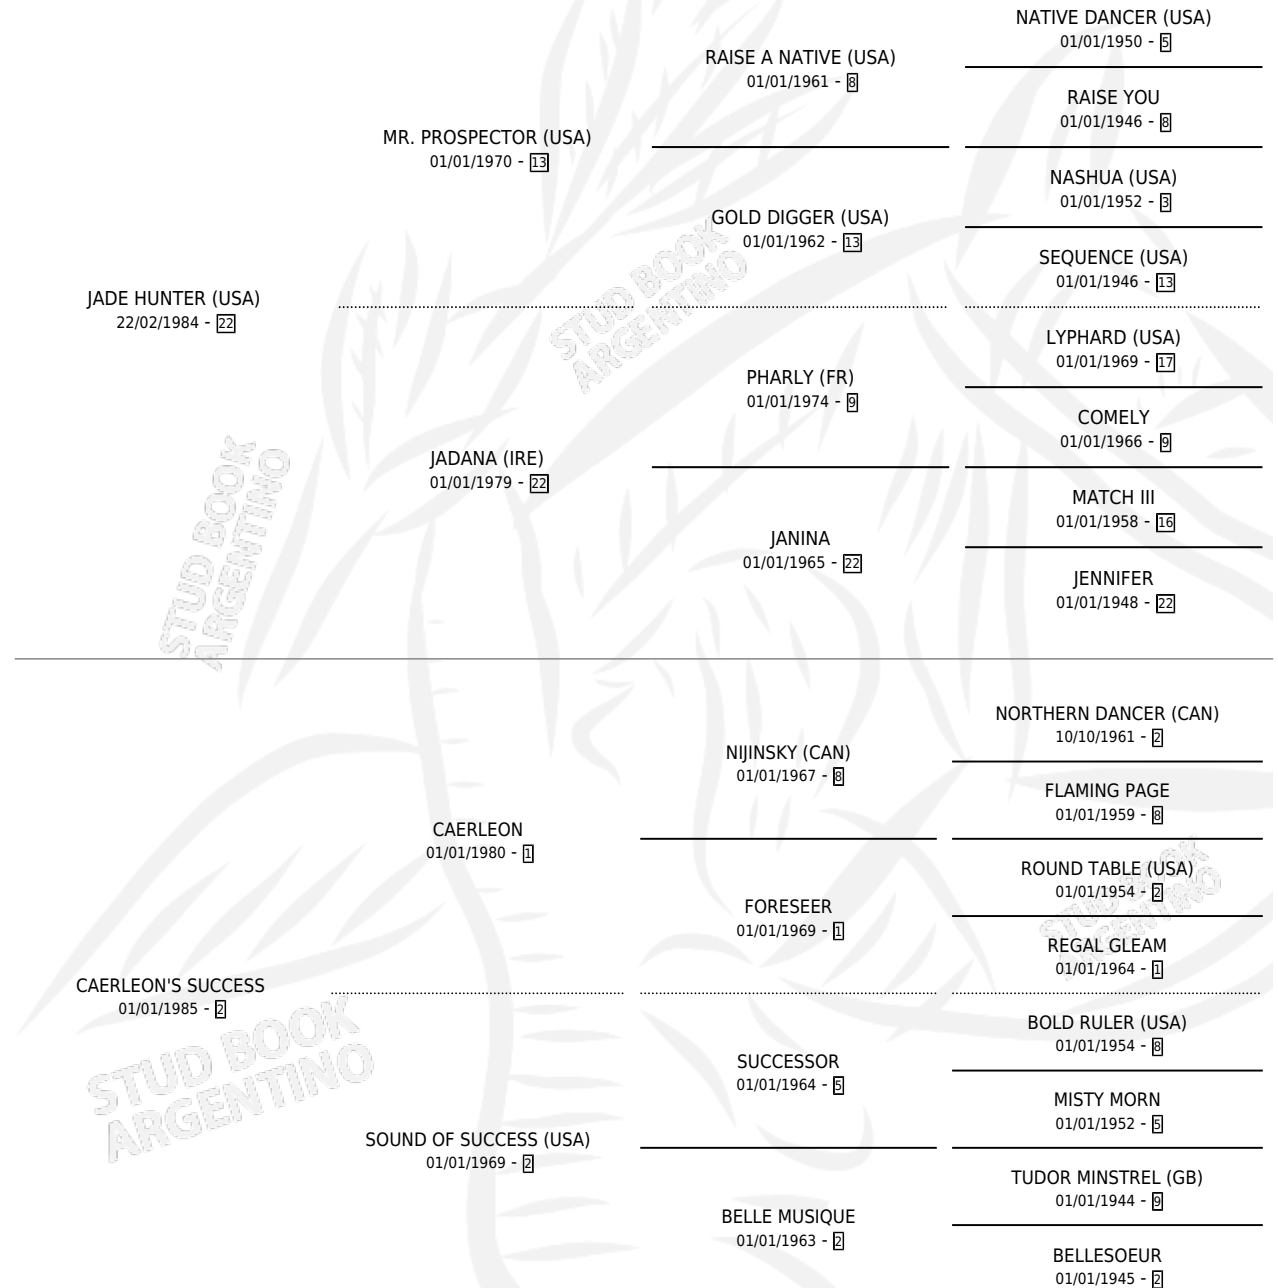 NATIVE DANCER (USA)
01/01/1950 - 5
RAISE A NATIVE (USA)
01/01/1961 - 8
RAISE YOU
01/01/1946 - 8
MR. PROSPECTOR (USA)
01/01/1970 - 13
NASHUA (USA)
01/01/1952 - 3
GOLD DIGGER (USA)
01/01/1962 - 13
SEQUENCE (USA)
01/01/1946 - 13
JADE HUNTER (USA)
22/02/1984 - 22
LYPHARD (USA)
01/01/1969 - 17
PHARLY (FR)
01/01/1974 - 9
COMELY
01/01/1966 - 9
JADANA (IRE)
01/01/1979 - 22
MATCH III
01/01/1958 - 16
JANINA
01/01/1965 - 22
JENNIFER
01/01/1948 - 22
NORTHERN DANCER (CAN)
10/10/1961 - 2
NIJINSKY (CAN)
01/01/1967 - 8
FLAMING PAGE
01/01/1959 - 8
CAERLEON
01/01/1980 - 1
ROUND TABLE (USA)
01/01/1954 - 2
FORESEER
01/01/1969 - 1
REGAL GLEAM
01/01/1964 - 1
CAERLEON'S SUCCESS
01/01/1985 - 2
BOLD RULER (USA)
01/01/1954 - 8
SUCCESSOR
01/01/1964 - 5
MISTY MORN
01/01/1952 - 5
SOUND OF SUCCESS (USA)
01/01/1969 - 2
TUDOR MINSTREL (GB)
01/01/1944 - 9
BELLE MUSIQUE
01/01/1963 - 2
BELLESOEUR
01/01/1945 - 2
STUD BOOK
ARGENTINO
STUD BOOK
ARGENTINO
STUD BOOK
ARGENTINO
STUD BOOK
ARGENTINO